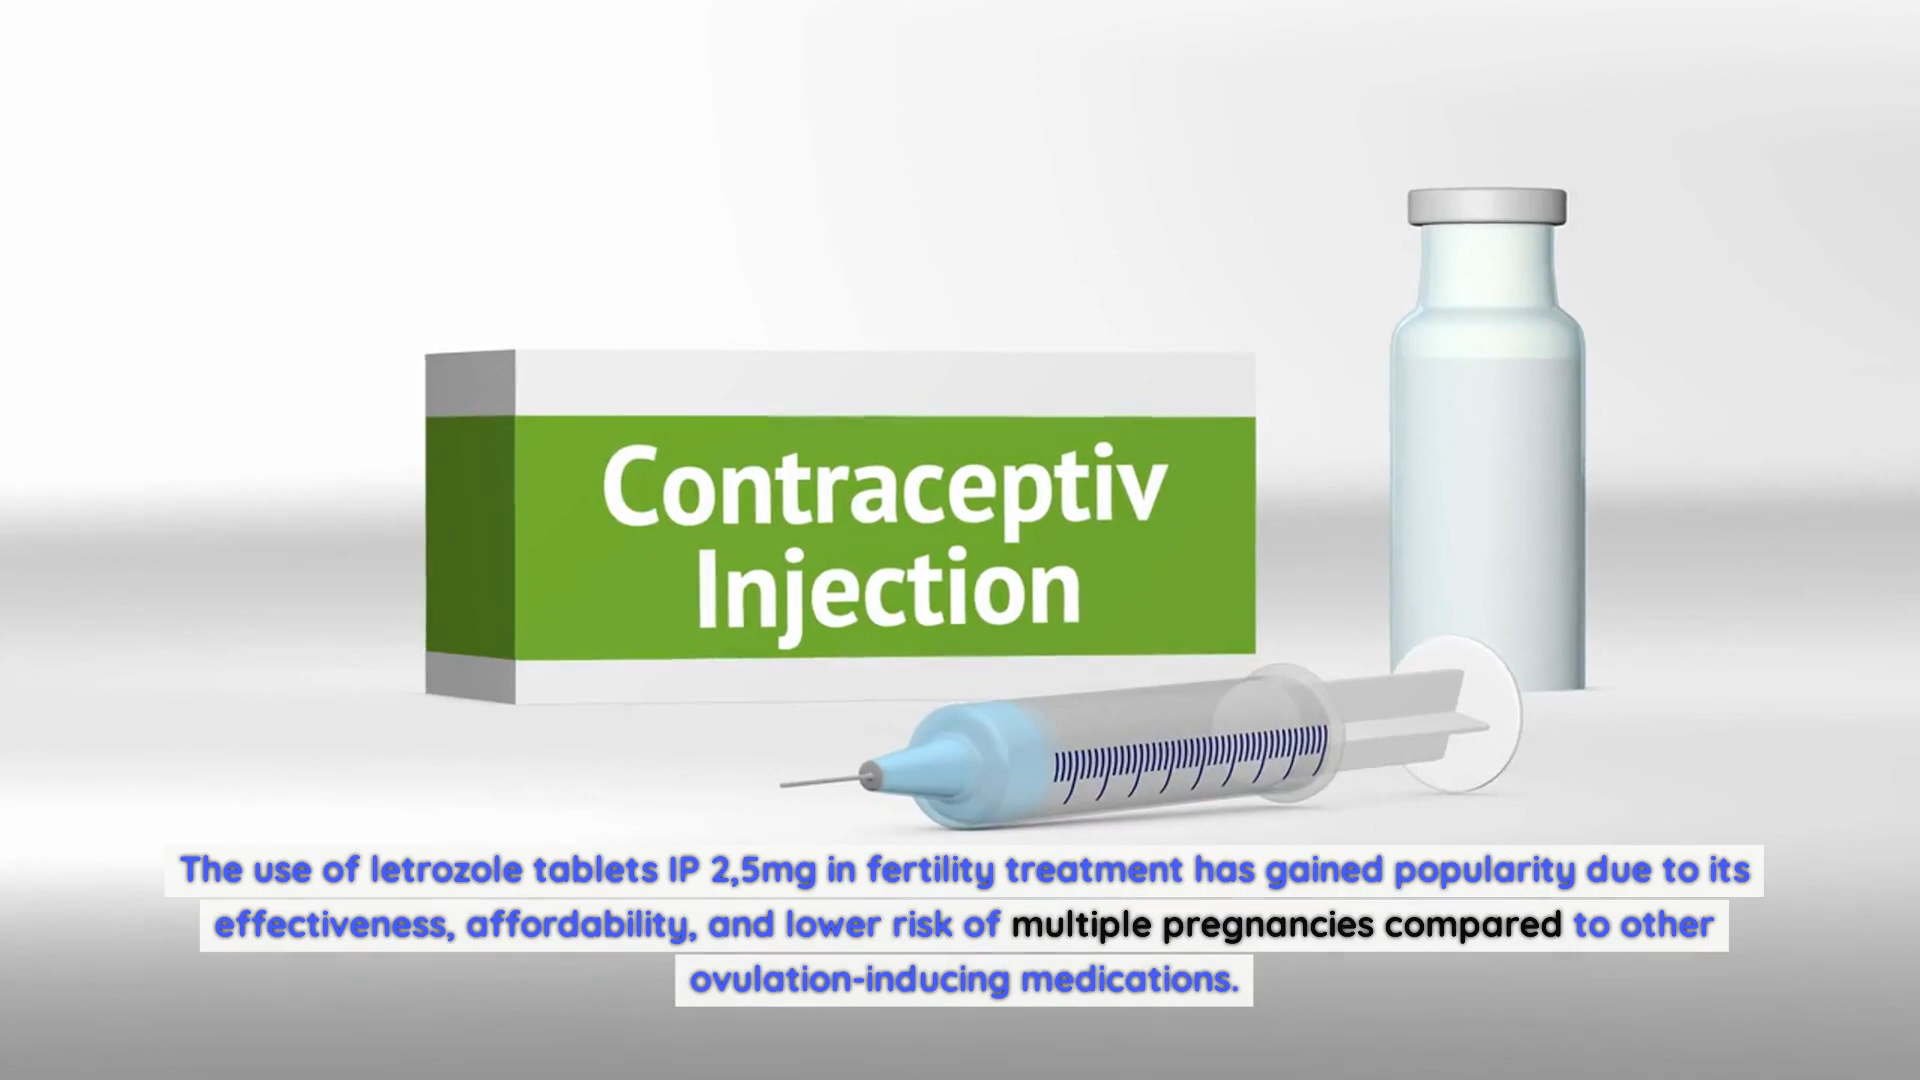 Contraceptiv
Injection
The use of letrozole tablets IP 2,5mg in fertility treatment has gained popularity due to its
effectiveness, affordability, and lower risk of multiple pregnancies compared to other
ovulation-inducing medications.